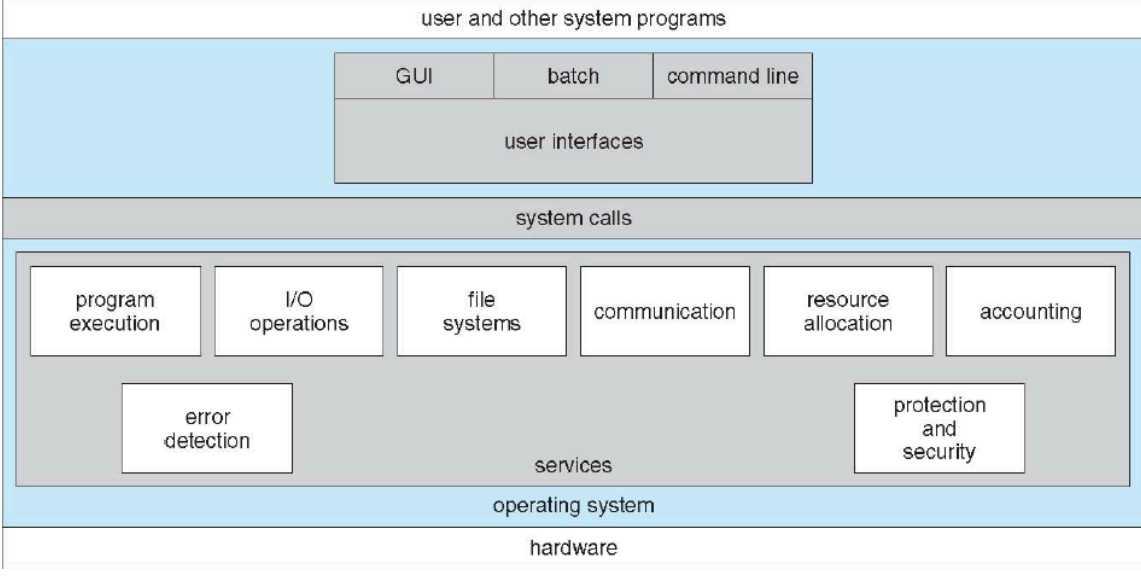 user and other system programs
GUI
batch
command line
user interfaces
system calls
program
execution
I/O
operations
file
systems
communication
resource
allocation
accounting
error
detection
protection
and
security
services
operating system
hardware